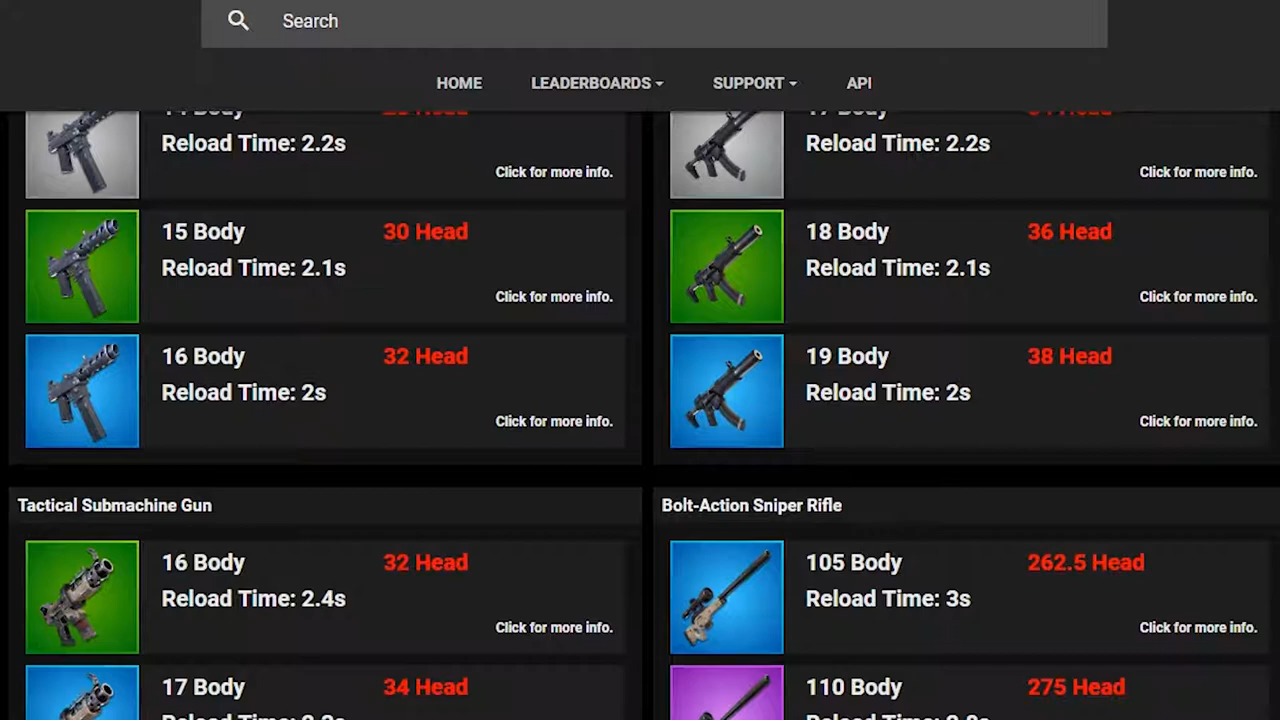 Search
HOME
LEADERBOARDS
SUPPORT
API
Reload Time: 2.2s
Click for more info.
15 Body
30 Head
Reload Time: 2.1s
Click for more info.
16 Body
32 Head
Reload Time: 2s
Click for more info.
17 Body
Reload Time: 2.2s
Click for more info.
18 Body
36 Head
Reload Time: 2.1s
Click for more info.
19 Body
38 Head
Reload Time: 2s
Click for more info.
Tactical Submachine Gun
16 Body
32 Head
Reload Time: 2.4s
Click for more info.
17 Body
34 Head
Bolt-Action Sniper Rifle
105 Body
262.5 Head
Reload Time: 3s
Click for more info.
110 Body
275 Head